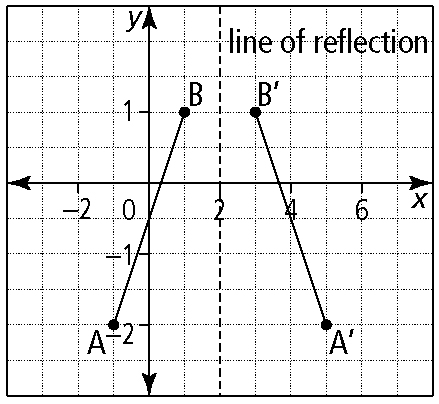 y
line of reflection
B B′
1
−2 0 2 4 6 x
−1
A −2 A′